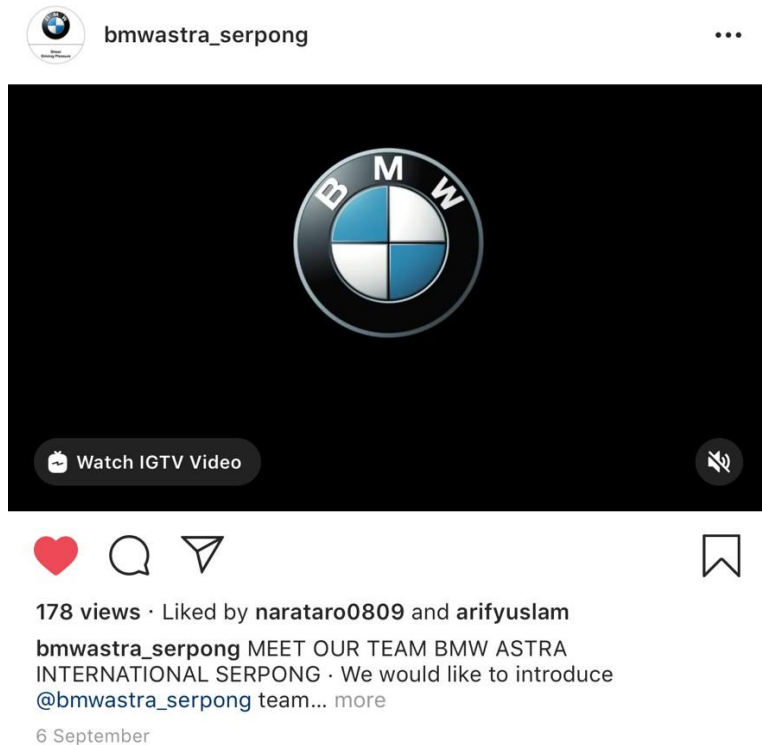 bmwastra_serpong
BMW
Watch IGTV Video
178 views · Liked by narataro0809 and arifyuslam
bmwastra_serpong MEET OUR TEAM BMW ASTRA
INTERNATIONAL SERPONG · We would like to introduce
@bmwastra_serpong team... more
6 September